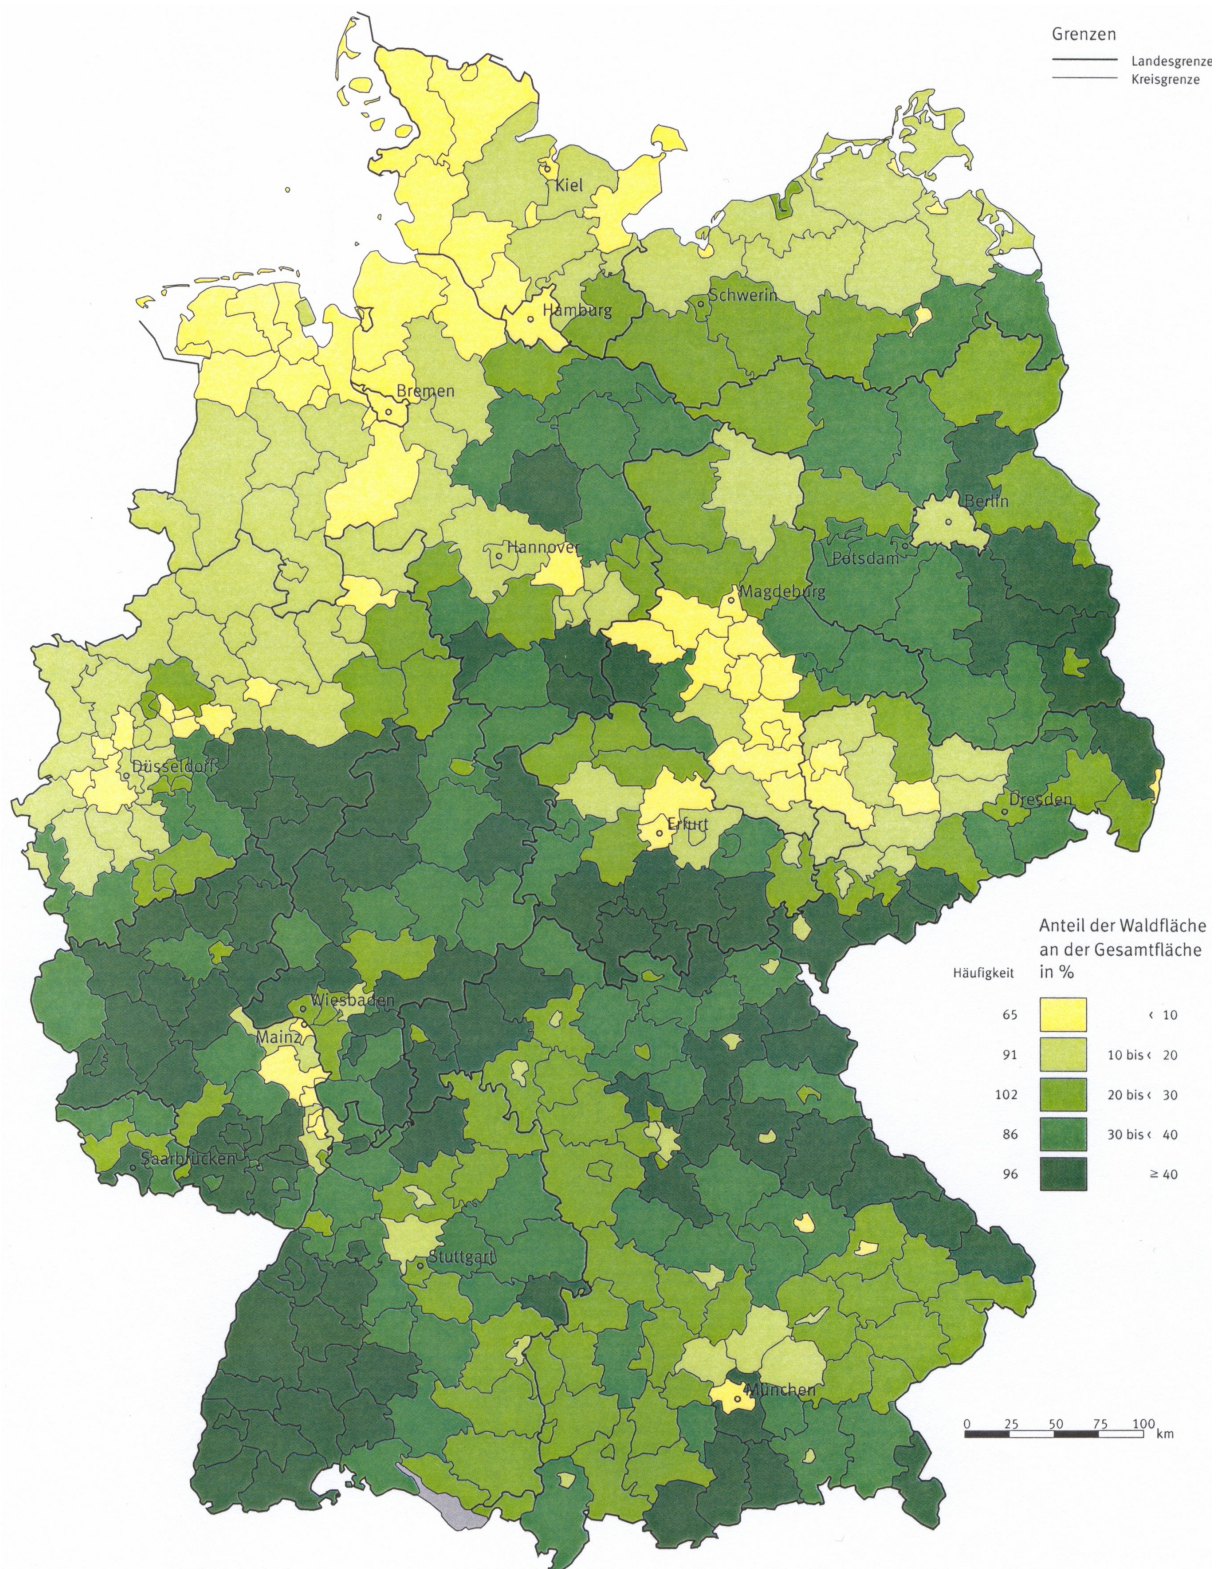 Grenzen
Landesgrenze
Kreisgrenze
Kiel
Schwerin
Hamburg
Bremen
Berlin
Hannover
Potsdam
Magdeburg
Düsseldorf
Dresden
Erfurt
Anteil der Waldfläche
an der Gesamtfläche
Häufigkeit in %
65 < 10
91 10 bis < 20
102 20 bis < 30
86 30 bis < 40
96 ≥ 40
Wiesbaden
Mainz
Saarbrücken
Stuttgart
München
0 25 50 75 100 km